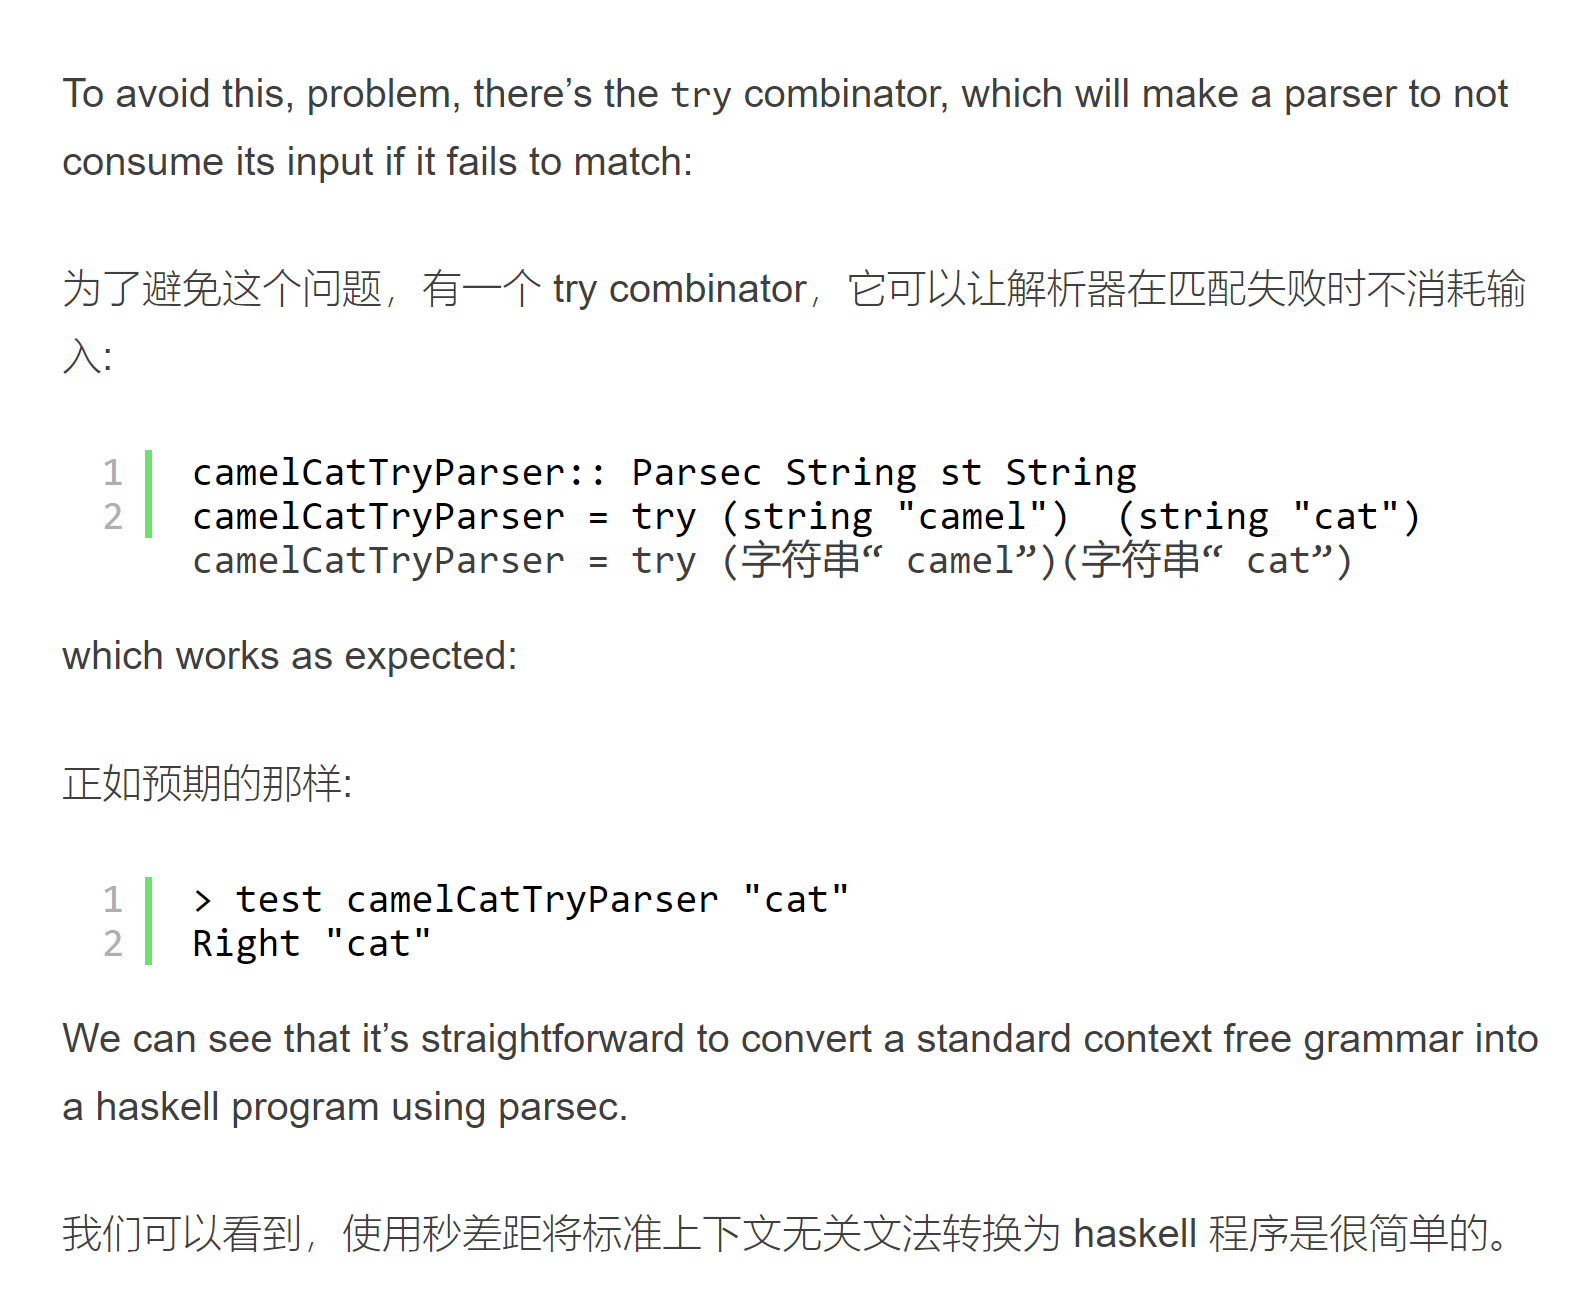 To avoid this, problem, there’s the try combinator, which will make a parser to not
consume its input if it fails to match:
为了避免这个问题，有一个 try combinator，它可以让解析器在匹配失败时不消耗输
入:
1 camelCatTryParser:: Parsec String st String
2 camelCatTryParser = try (string "camel")  (string "cat")
camelCatTryParser = try (字符串“ camel”)(字符串“ cat”)
which works as expected:
正如预期的那样:
1 > test camelCatTryParser "cat"
2 Right "cat"
We can see that it’s straightforward to convert a standard context free grammar into
a haskell program using parsec.
我们可以看到，使用秒差距将标准上下文无关文法转换为 haskell 程序是很简单的。